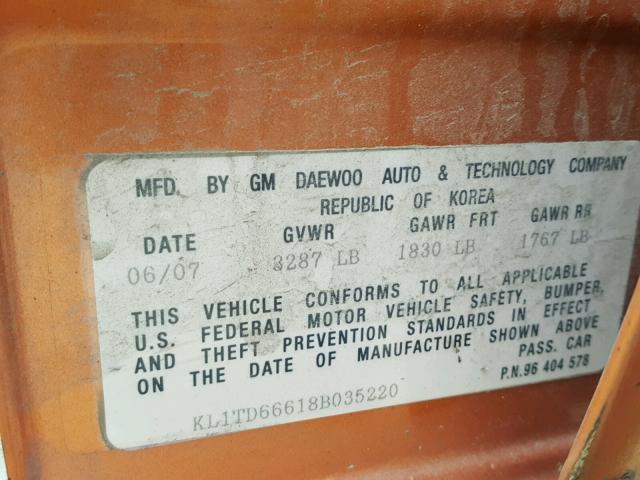 MFD. BY GM DAEWOO AUTO & TECHNOLOGY COMPANY
REPUBLIC OF KOREA
DATE GVWR GAWR FRT GAWR RR
06/07 3287 LB 1830 LB 1767 LB
THIS VEHICLE CONFORMS TO ALL APPLICABLE
U.S. FEDERAL MOTOR VEHICLE SAFETY, BUMPER,
AND THEFT PREVENTION STANDARDS IN EFFECT
ON THE DATE OF MANUFACTURE SHOWN ABOVE
PASS. CAR
P.N.96 404 578
KL1TD66618B035220